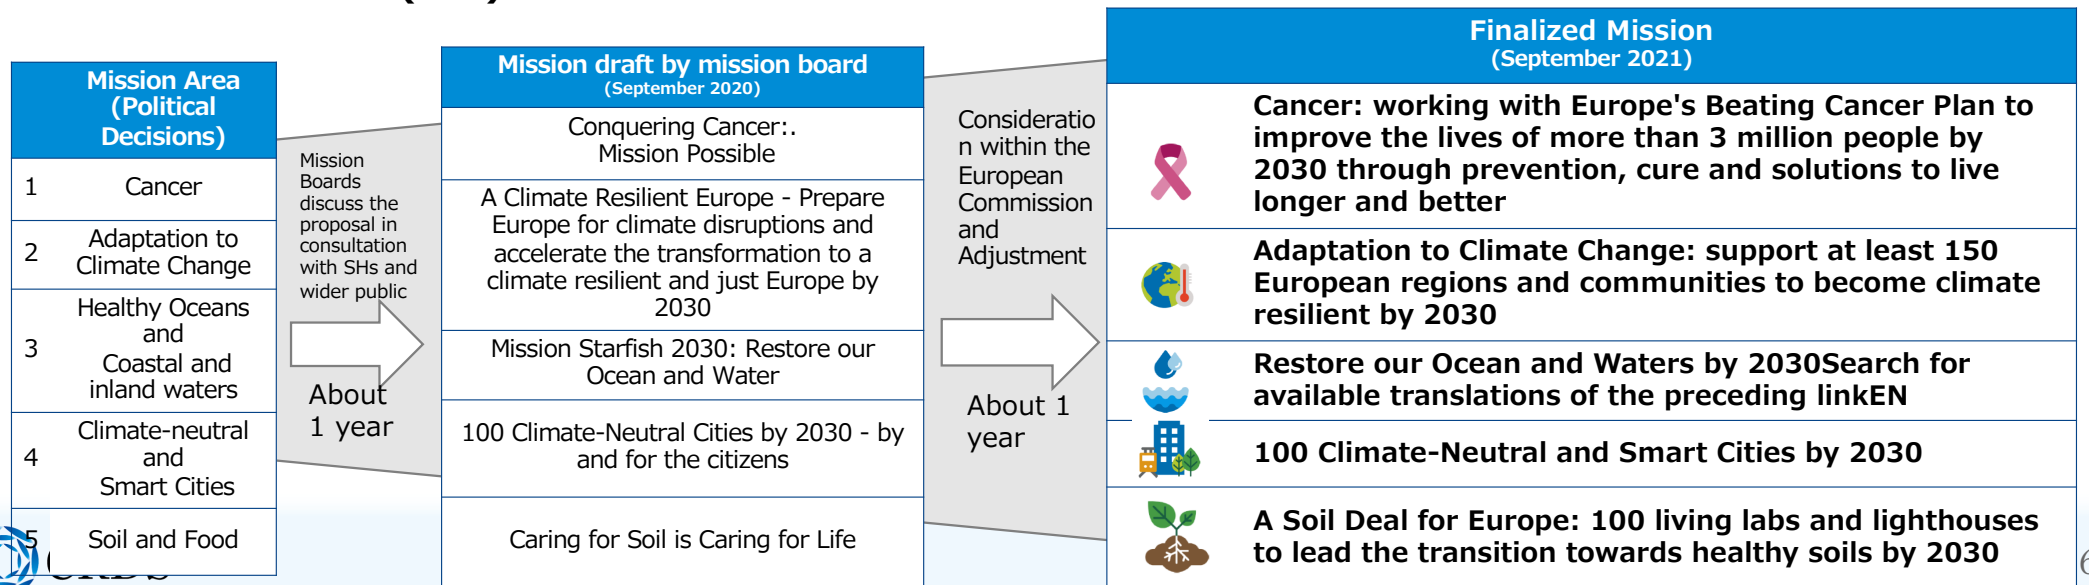 Mission Area
(Political
Decisions)
1
Cancer
2
Adaptation to
Climate Change
3
Healthy Oceans
and
Coastal and
inland waters
4
Climate-neutral
and
Smart Cities
5
Soil and Food
Mission
Boards
discuss the
proposal in
consultation
with SHs and
wider public
About
1 year
Mission draft by mission board
(September 2020)
Conquering Cancer:.
Mission Possible
A Climate Resilient Europe - Prepare
Europe for climate disruptions and
accelerate the transformation to a
climate resilient and just Europe by
2030
Mission Starfish 2030: Restore our
Ocean and Water
100 Climate-Neutral Cities by 2030 - by
and for the citizens
Caring for Soil is Caring for Life
Consideratio
n within the
European
Commission
and
Adjustment
About 1
year
Finalized Mission
(September 2021)
Cancer: working with Europe's Beating Cancer Plan to
improve the lives of more than 3 million people by
2030 through prevention, cure and solutions to live
longer and better
Adaptation to Climate Change: support at least 150
European regions and communities to become climate
resilient by 2030
Restore our Ocean and Waters by 2030Search for
available translations of the preceding linkEN
100 Climate-Neutral and Smart Cities by 2030
A Soil Deal for Europe: 100 living labs and lighthouses
to lead the transition towards healthy soils by 2030